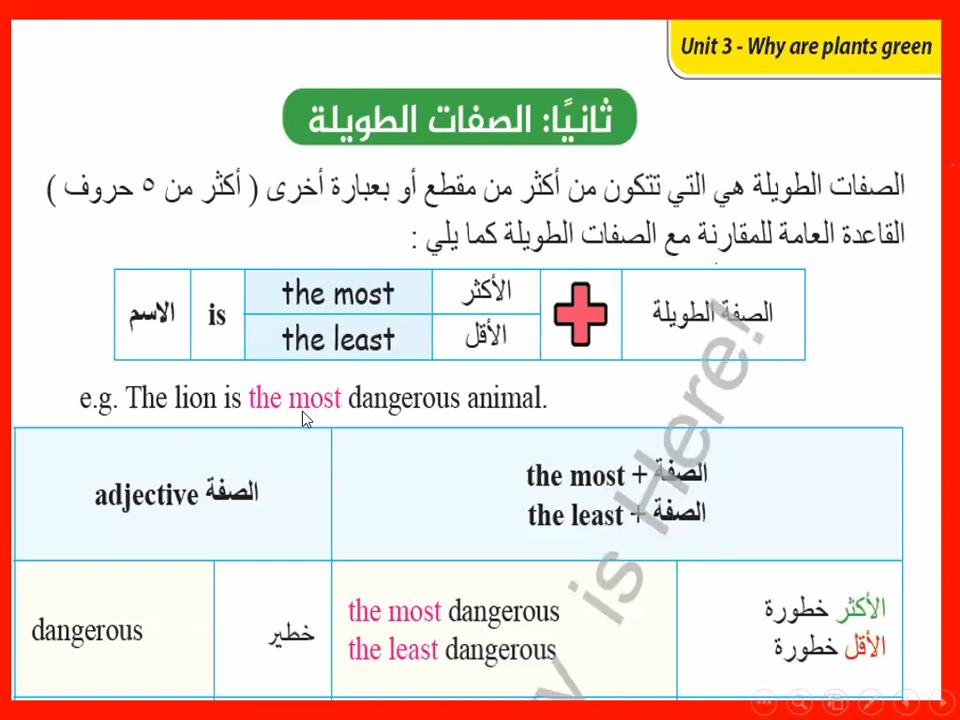 Unit 3 - Why are plants green
ثانيًا: الصفات الطويلة
الصفات الطويلة هي التي تتكون من أكثر من مقطع أو بعبارة أخرى ( أكثر من ٥ حروف )
القاعدة العامة للمقارنة مع الصفات الطويلة كما يلي :
الاسم is the most الأكثر الصفة الطويلة
the least الأقل
e.g. The lion is the most dangerous animal.
adjective الصفة
the most + الصفة
the least + الصفة
dangerous خطير
the most dangerous الأكثر خطورة
the least dangerous الأقل خطورة
is Here!